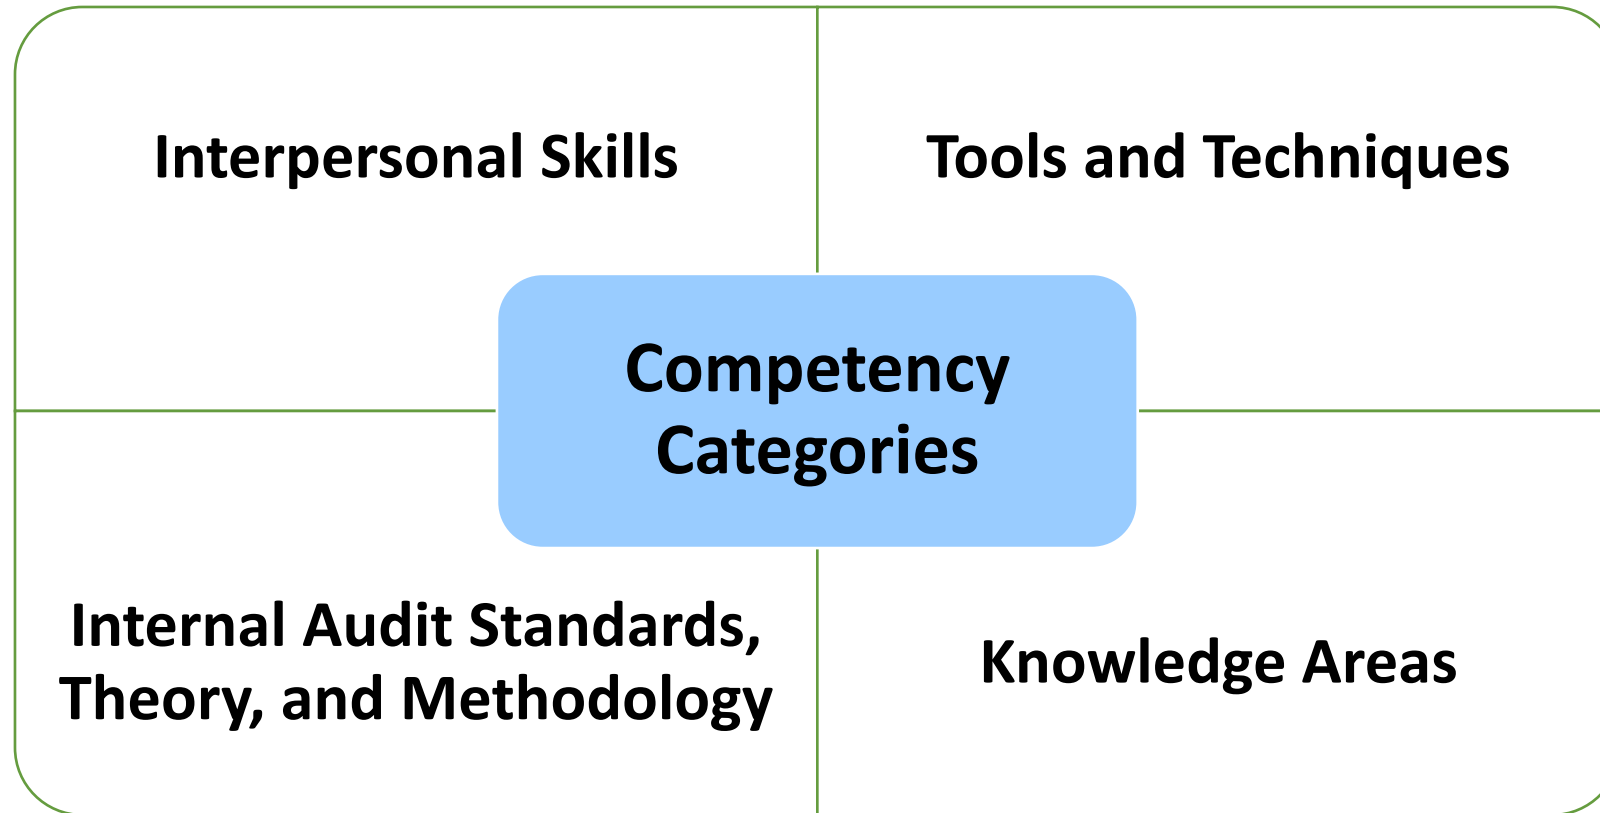 Interpersonal Skills
Tools and Techniques
Competency
Categories
Internal Audit Standards,
Theory, and Methodology
Knowledge Areas